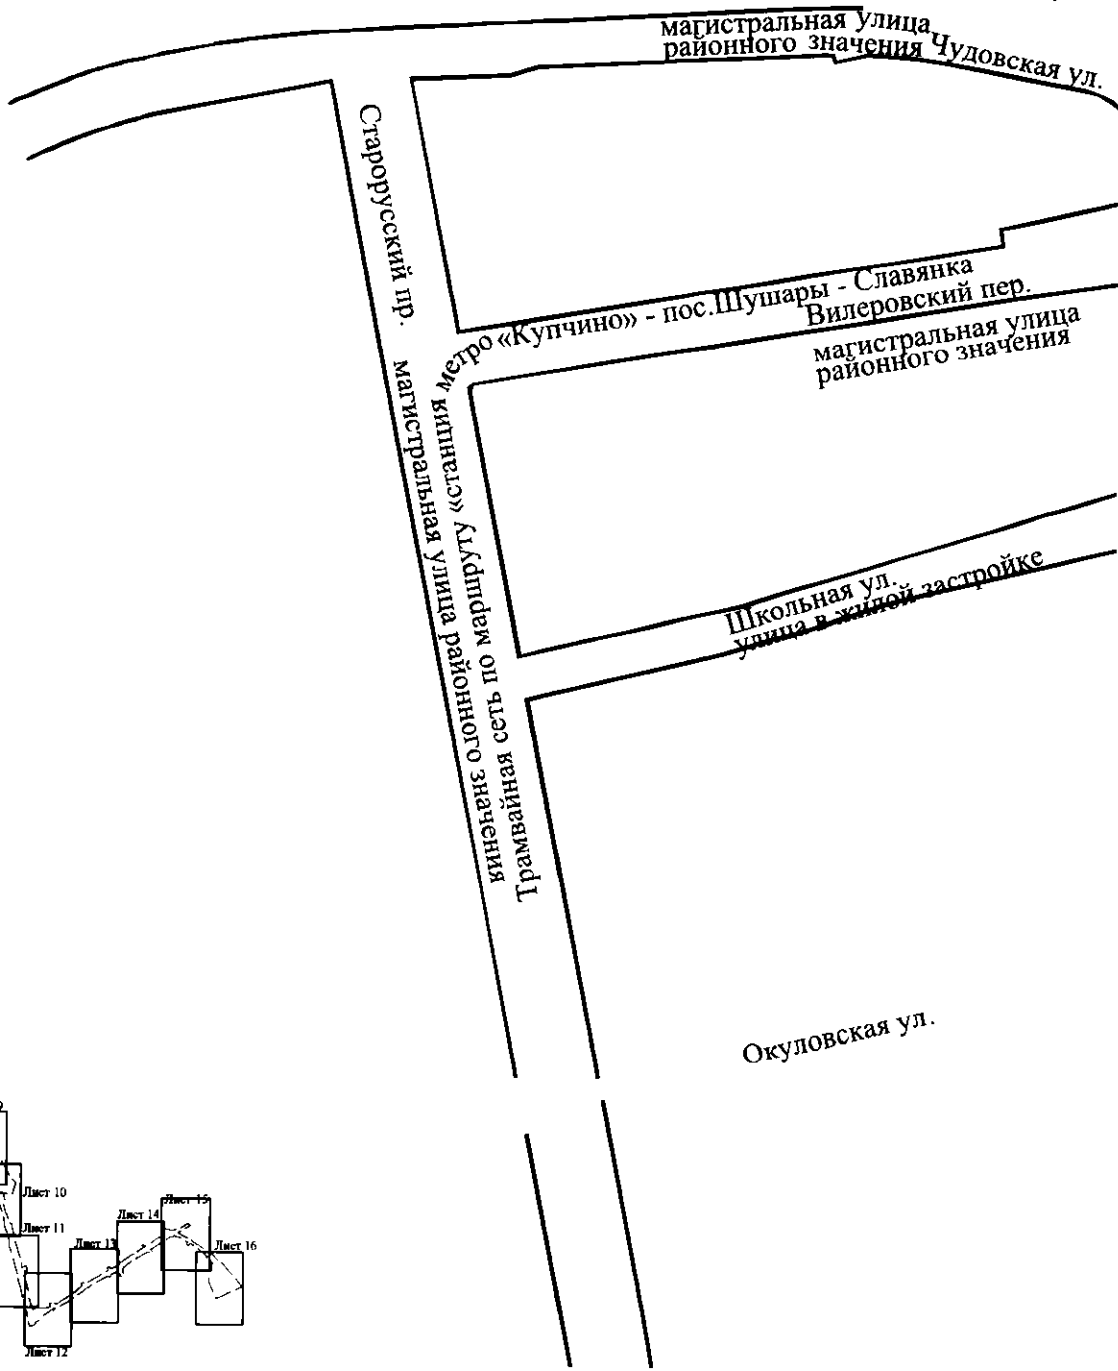 магистральная улица
районного значения
Чудовская ул.
Старорусский пр.
магистральная улица районного значения
Трамвайная сеть по маршруту «станция метро «Купчино» - пос.Шушары - Славянка
Вилеровский пер.
магистральная улица
районного значения
Школьная ул.
улица в жилой застройке
Окуловская ул.
Лист 10
Лист 11
Лист 12
Лист 13
Лист 14
Лист 15
Лист 16